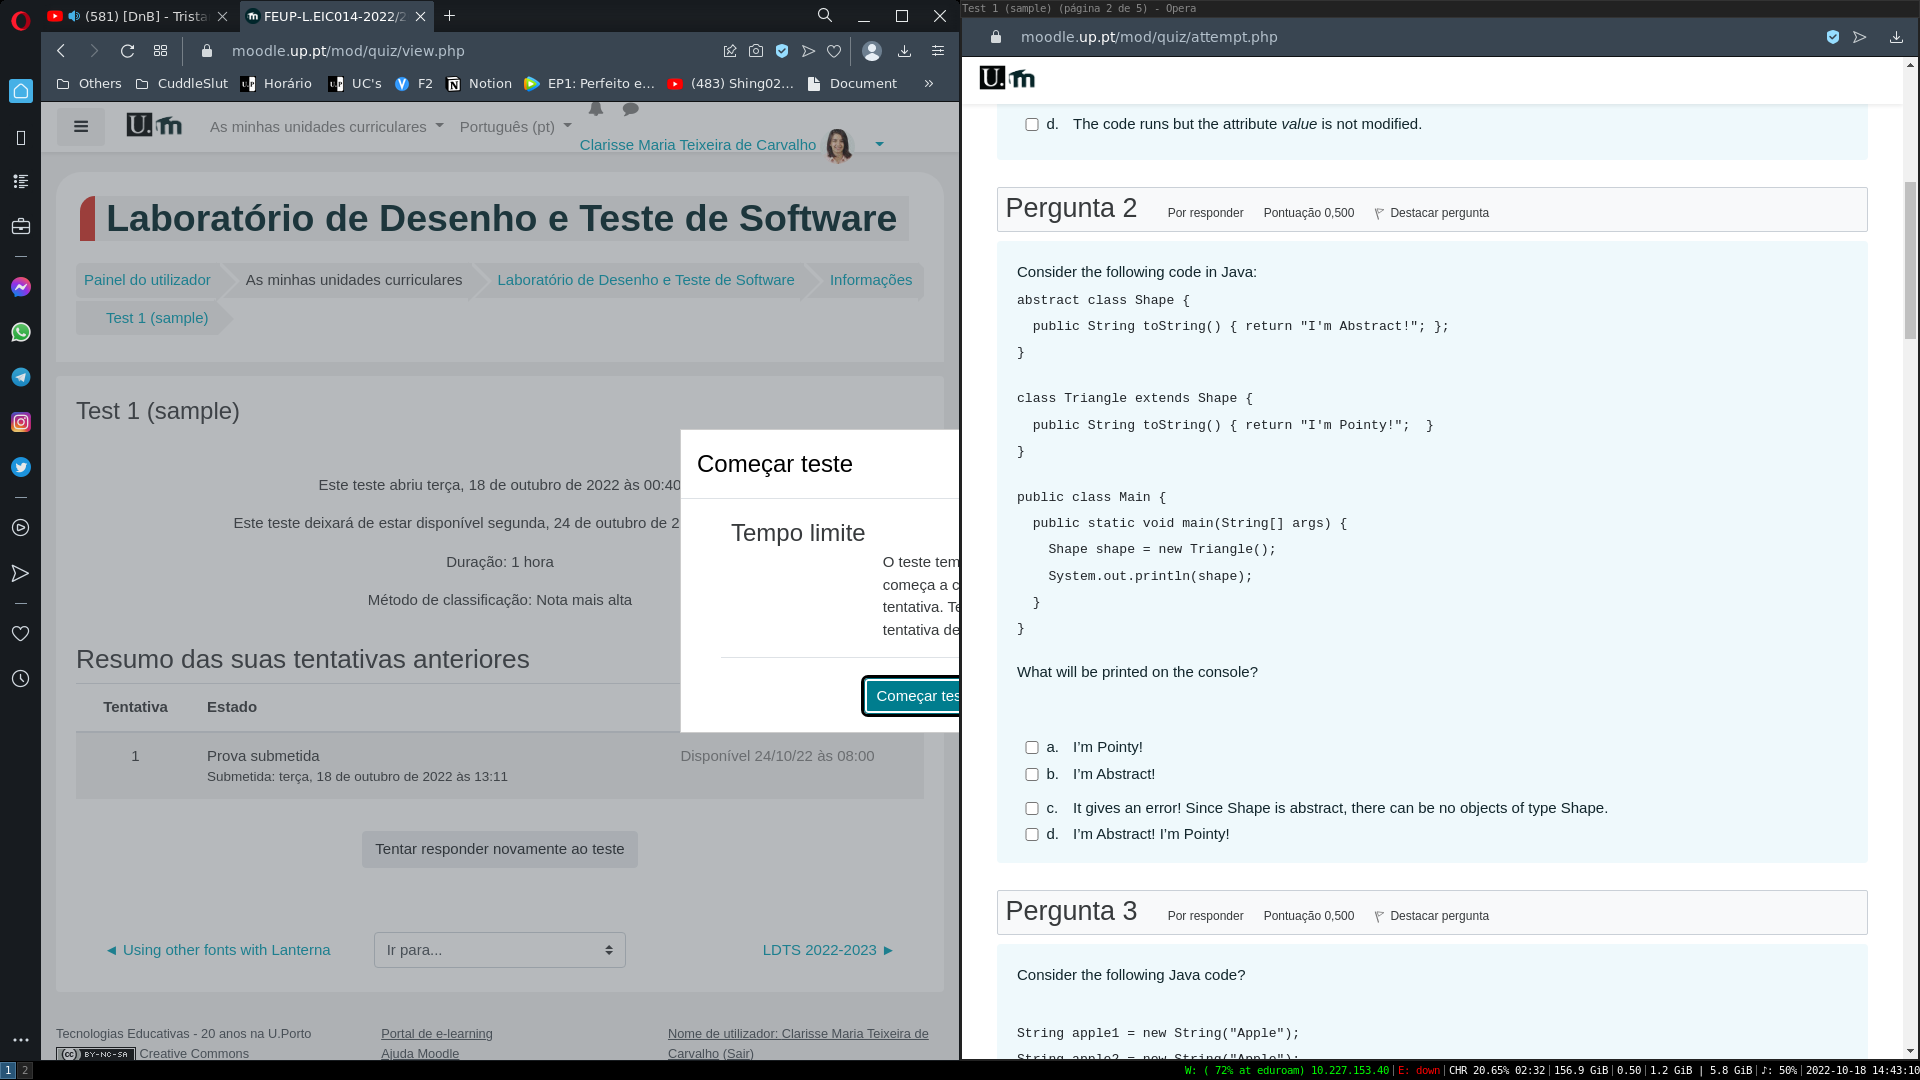 (581) [DnB] - Trista
FEUP-L.EIC014-2022/2
moodle.up.pt/mod/quiz/view.php
Others
CuddleSlut
Horário
UC's
F2
Notion
EP1: Perfeito e...
(483) Shing02...
Document
»
U.
As minhas unidades curriculares
Português (pt)
Clarisse Maria Teixeira de Carvalho
Laboratório de Desenho e Teste de Software
Painel do utilizador
As minhas unidades curriculares
Laboratório de Desenho e Teste de Software
Informações
Test 1 (sample)
Test 1 (sample)
Este teste abriu terça, 18 de outubro de 2022 às 00:40
Este teste deixará de estar disponível segunda, 24 de outubro de 2
Duração: 1 hora
Método de classificação: Nota mais alta
Resumo das suas tentativas anteriores
Tentativa Estado
1 Prova submetida Disponível 24/10/22 às 08:00
Submetida: terça, 18 de outubro de 2022 às 13:11
Tentar responder novamente ao teste
◄ Using other fonts with Lanterna
Ir para...
LDTS 2022-2023 ►
Tecnologias Educativas - 20 anos na U.Porto
(cc) BY-NC-SA Creative Commons
Portal de e-learning
Ajuda Moodle
Nome de utilizador: Clarisse Maria Teixeira de
Carvalho (Sair)
Começar teste
Tempo limite
O teste tem
começa a c
tentativa. Te
tentativa de
Começar tes
Test 1 (sample) (página 2 de 5) - Opera
moodle.up.pt/mod/quiz/attempt.php
U.
d. The code runs but the attribute value is not modified.
Pergunta 2 Por responder Pontuação 0,500 Destacar pergunta
Consider the following code in Java:
abstract class Shape {
  public String toString() { return "I'm Abstract!"; };
}
class Triangle extends Shape {
  public String toString() { return "I'm Pointy!";  }
}
public class Main {
  public static void main(String[] args) {
    Shape shape = new Triangle();
    System.out.println(shape);
  }
}
What will be printed on the console?
a. I’m Pointy!
b. I’m Abstract!
c. It gives an error! Since Shape is abstract, there can be no objects of type Shape.
d. I’m Abstract! I’m Pointy!
Pergunta 3 Por responder Pontuação 0,500 Destacar pergunta
Consider the following Java code?
String apple1 = new String("Apple");
String apple2 = new String("Apple");
1 2
W: ( 72% at eduroam) 10.227.153.40|E: down|CHR 20.65% 02:32|156.9 GiB|0.50|1.2 GiB | 5.8 GiB|♪: 50%|2022-10-18 14:43:10